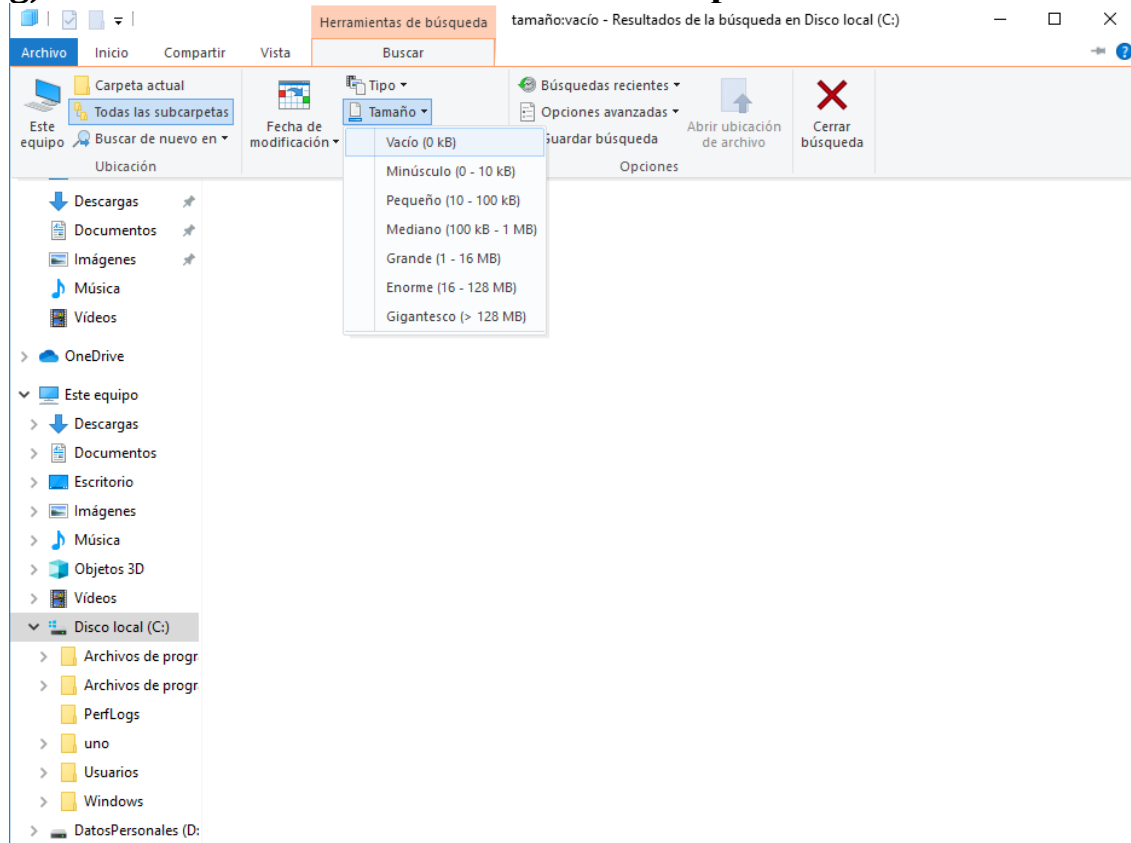 Herramientas de búsqueda
tamaño:vacío - Resultados de la búsqueda en Disco local (C:)
Archivo Inicio Compartir Vista Buscar
Carpeta actual
Todas las subcarpetas
Buscar de nuevo en
Este equipo
Ubicación
Fecha de modificación
Tipo
Tamaño
Búsquedas recientes
Opciones avanzadas
Guardar búsqueda
Opciones
Abrir ubicación de archivo
Cerrar búsqueda
Vacío (0 kB)
Minúsculo (0 - 10 kB)
Pequeño (10 - 100 kB)
Mediano (100 kB - 1 MB)
Grande (1 - 16 MB)
Enorme (16 - 128 MB)
Gigantesco (> 128 MB)
Descargas
Documentos
Imágenes
Música
Vídeos
OneDrive
Este equipo
Descargas
Documentos
Escritorio
Imágenes
Música
Objetos 3D
Vídeos
Disco local (C:)
Archivos de progr
Archivos de progr
PerfLogs
uno
Usuarios
Windows
DatosPersonales (D: